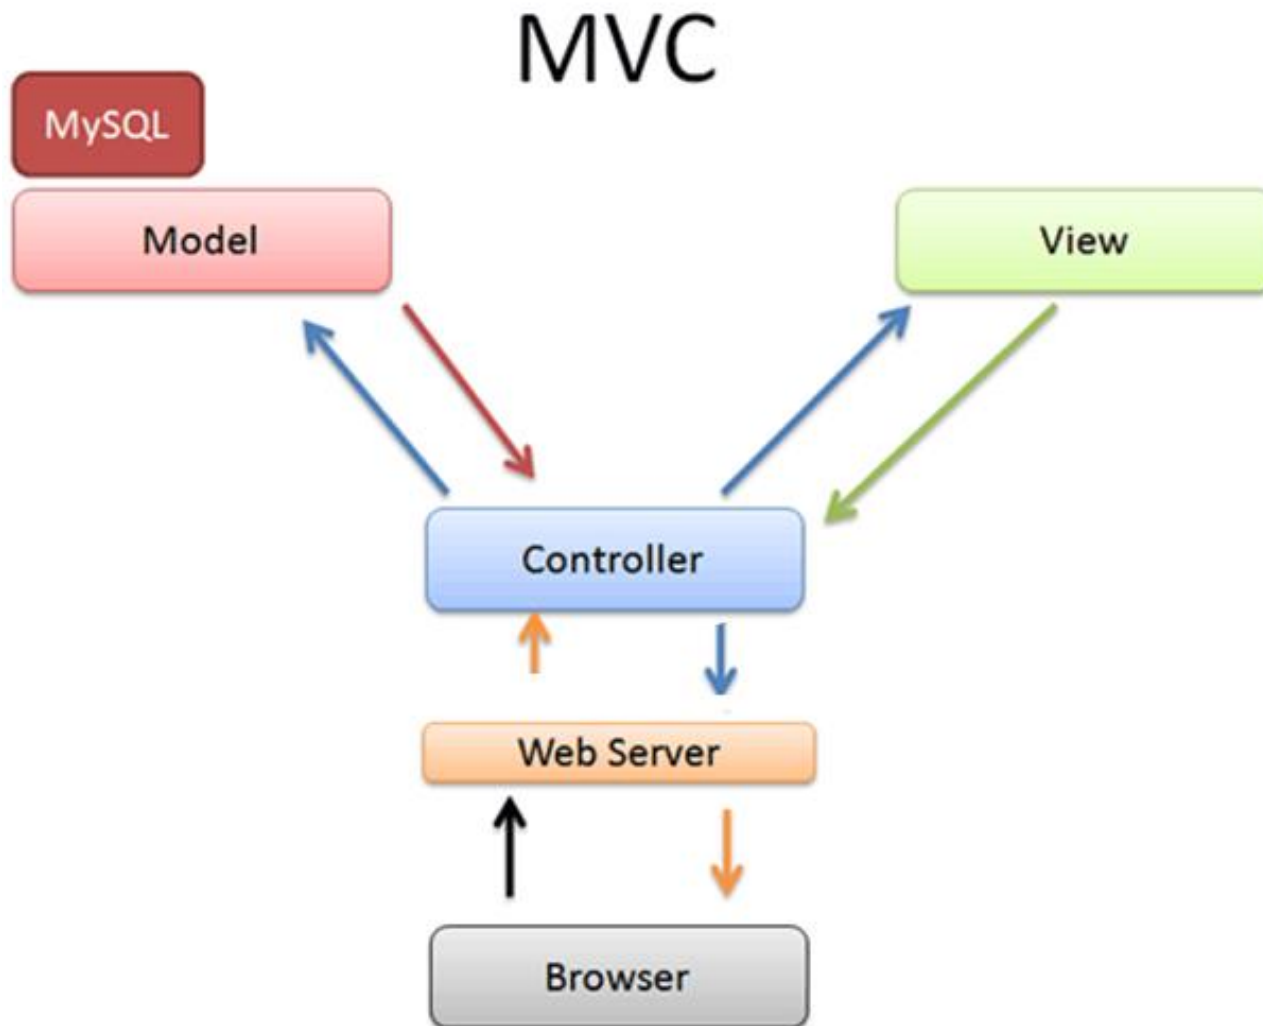 MVC
MySQL
Model
View
Controller
Web Server
Browser